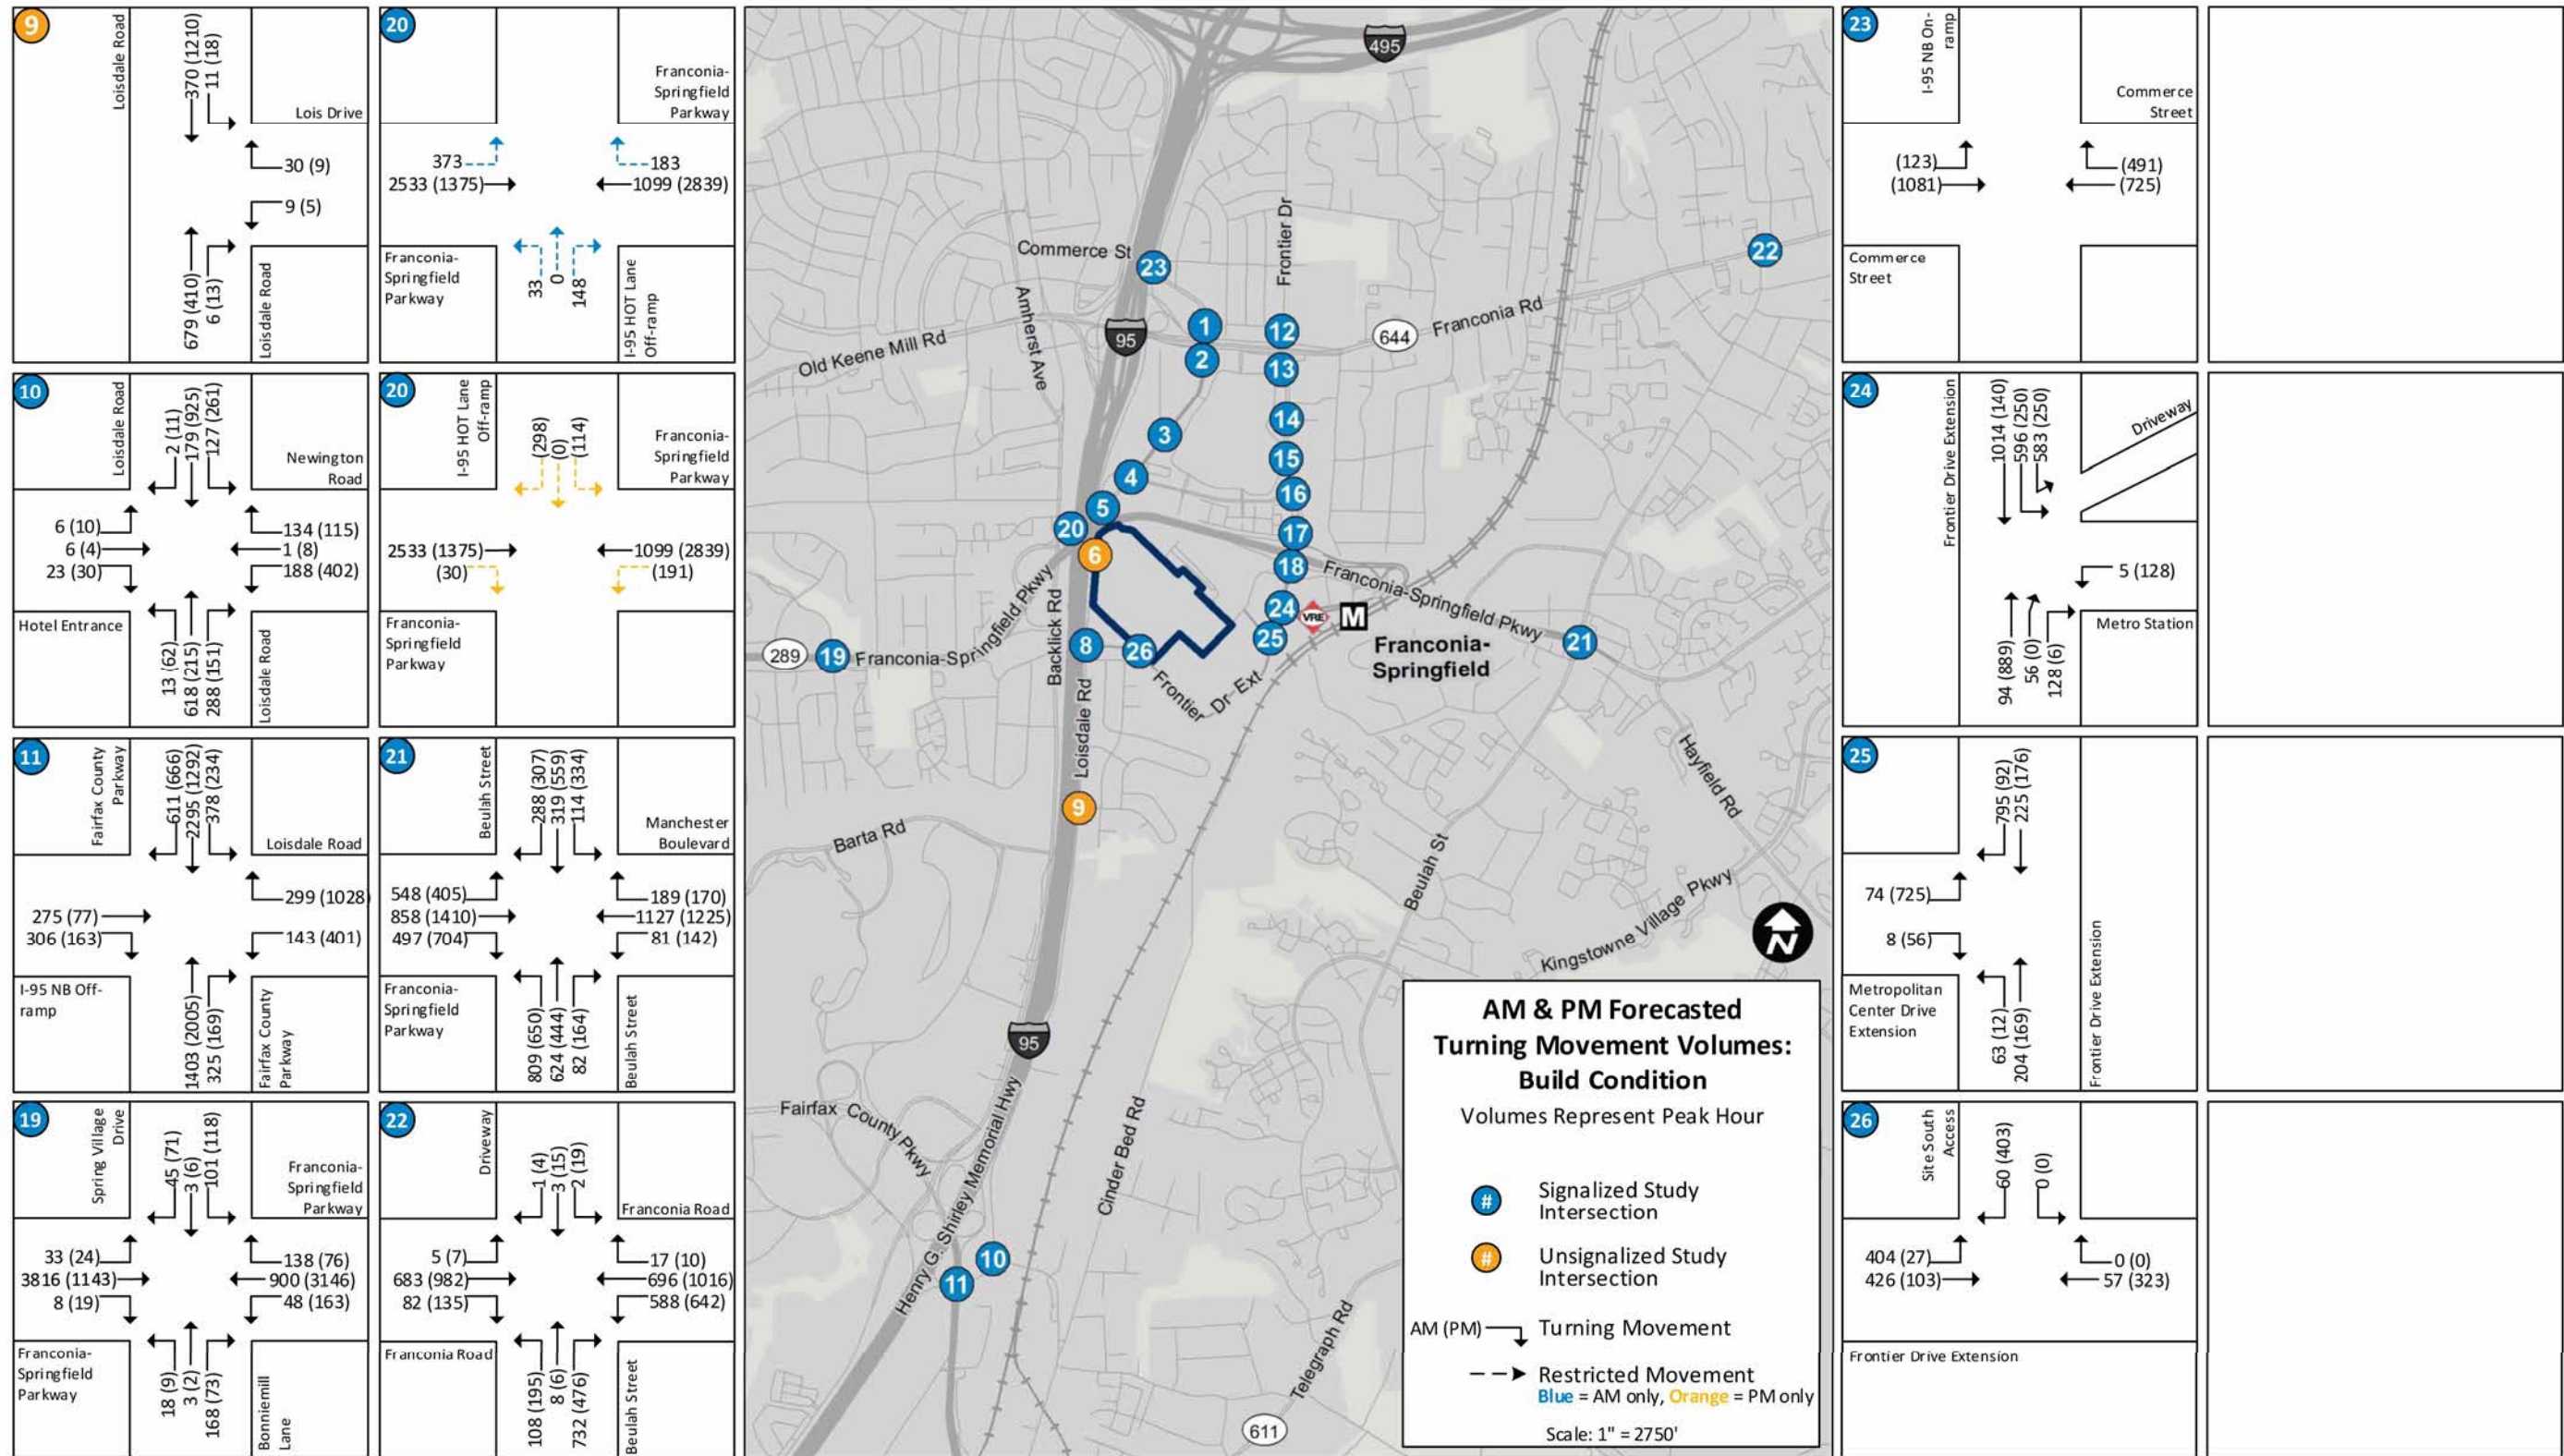 9
Loisdale Road
370 (1210)
11 (18)
Lois Drive
30 (9)
9 (5)
679 (410)
6 (13)
Loisdale Road
10
Loisdale Road
2 (11)
179 (925)
127 (261)
Newington
Road
6 (10)
6 (4)
23 (30)
134 (115)
1 (8)
188 (402)
Hotel Entrance
13 (62)
618 (215)
288 (151)
Loisdale Road
11
Fairfax County
Parkway
611 (666)
2295 (1292)
378 (234)
Loisdale Road
275 (77)
306 (163)
299 (1028)
143 (401)
I-95 NB Off-
ramp
1403 (2005)
325 (169)
Fairfax County
Parkway
19
Spring Village
Drive
45 (71)
3 (6)
101 (118)
Franconia-
Springfield
Parkway
33 (24)
3816 (1143)
8 (19)
138 (76)
900 (3146)
48 (163)
Franconia-
Springfield
Parkway
18 (9)
3 (2)
168 (73)
Bonniemill
Lane
20
Franconia-
Springfield
Parkway
373
2533 (1375)
183
1099 (2839)
Franconia-
Springfield
Parkway
33
0
148
I-95 HOT Lane
Off-ramp
20
I-95 HOT Lane
Off-ramp
(298)
(0)
(114)
Franconia-
Springfield
Parkway
2533 (1375)
(30)
1099 (2839)
(191)
Franconia-
Springfield
Parkway
21
Beulah Street
288 (307)
319 (559)
114 (334)
Manchester
Boulevard
548 (405)
858 (1410)
497 (704)
189 (170)
1127 (1225)
81 (142)
Franconia-
Springfield
Parkway
809 (650)
624 (444)
82 (164)
Beulah Street
22
Driveway
1 (4)
3 (15)
2 (19)
Franconia Road
5 (7)
683 (982)
82 (135)
17 (10)
696 (1016)
588 (642)
Franconia Road
108 (195)
8 (6)
732 (476)
Beulah Street
495
Commerce St
23
Frontier Dr
22
Amherst Ave
95
1
2
12
13
644
Franconia Rd
Old Keene Mill Rd
3
14
4
15
16
5
20
6
17
18
Franconia-Springfield Pkwy
24
VRE
M
25
Franconia-
Springfield
21
289
19
Franconia-Springfield Pkwy
Backlick Rd
8
26
Frontier Dr Ext
Loisdale Rd
9
Barta Rd
Hayfield Rd
Beulah St
Kingstowne Village Pkwy
N
95
Fairfax County Pkwy
Henry G. Shirley Memorial Hwy
Cinder Bed Rd
10
11
Telegraph Rd
611
AM & PM Forecasted
Turning Movement Volumes:
Build Condition
Volumes Represent Peak Hour
# Signalized Study
Intersection
# Unsignalized Study
Intersection
AM (PM) Turning Movement
Restricted Movement
Blue = AM only, Orange = PM only
Scale: 1" = 2750'
23
I-95 NB On-
ramp
Commerce
Street
(123)
(1081)
(491)
(725)
Commerce
Street
24
Frontier Drive Extension
1014 (140)
596 (250)
583 (250)
Driveway
5 (128)
Metro Station
94 (889)
56 (0)
128 (6)
25
795 (92)
225 (176)
74 (725)
8 (56)
Metropolitan
Center Drive
Extension
63 (12)
204 (169)
Frontier Drive Extension
26
Site South
Access
60 (403)
0 (0)
404 (27)
426 (103)
0 (0)
57 (323)
Frontier Drive Extension